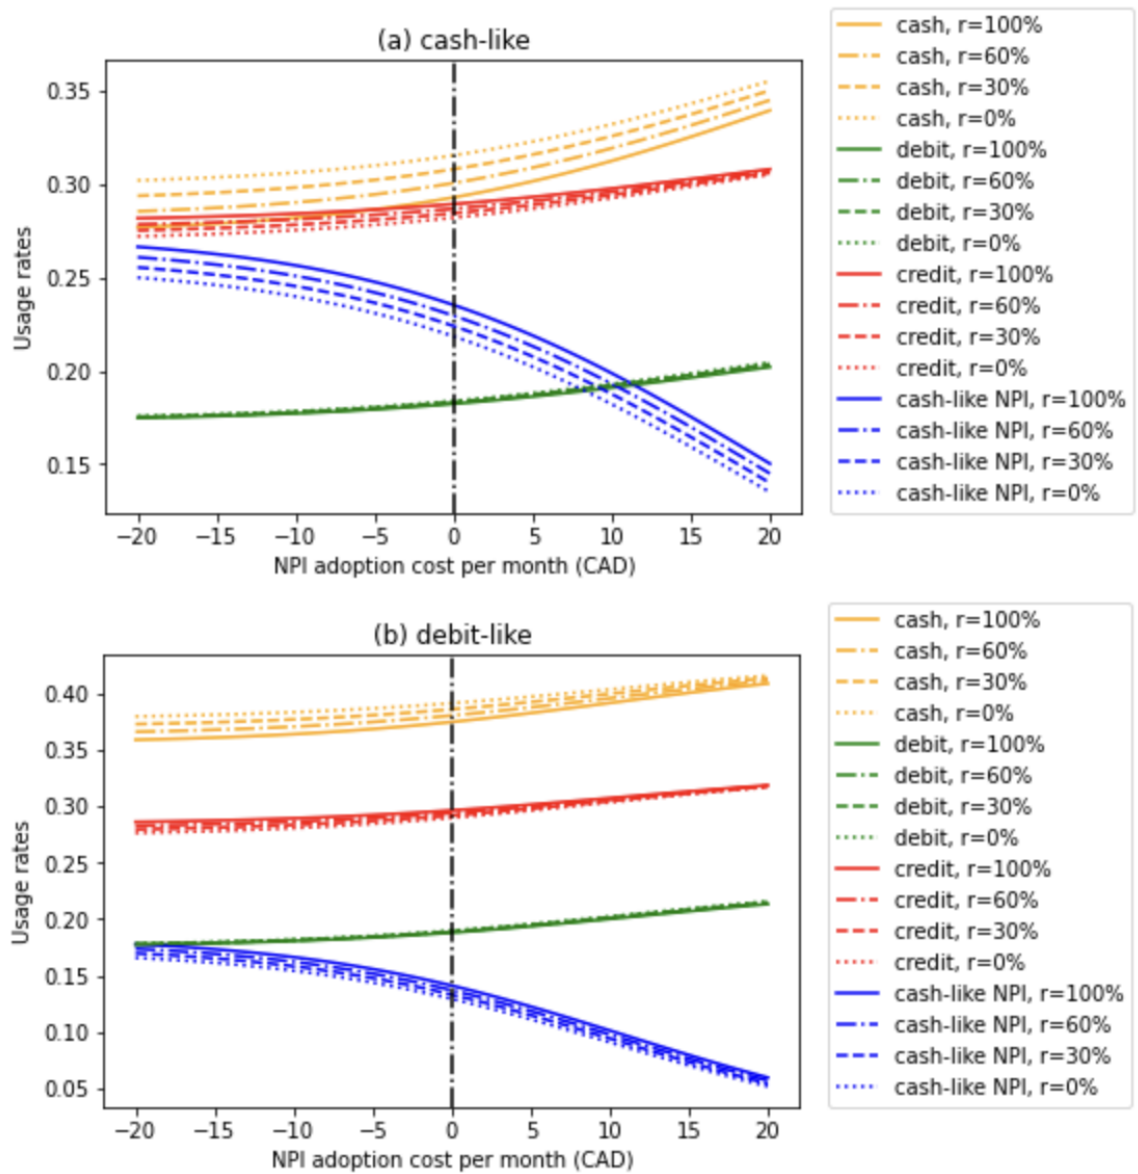 (a) cash-like
0.35
0.30
0.25
0.20
0.15
Usage rates
−20 −15 −10 −5 0 5 10 15 20
NPI adoption cost per month (CAD)
cash, r=100%
cash, r=60%
cash, r=30%
cash, r=0%
debit, r=100%
debit, r=60%
debit, r=30%
debit, r=0%
credit, r=100%
credit, r=60%
credit, r=30%
credit, r=0%
cash-like NPI, r=100%
cash-like NPI, r=60%
cash-like NPI, r=30%
cash-like NPI, r=0%
(b) debit-like
0.40
0.35
0.30
0.25
0.20
0.15
0.10
0.05
Usage rates
−20 −15 −10 −5 0 5 10 15 20
NPI adoption cost per month (CAD)
cash, r=100%
cash, r=60%
cash, r=30%
cash, r=0%
debit, r=100%
debit, r=60%
debit, r=30%
debit, r=0%
credit, r=100%
credit, r=60%
credit, r=30%
credit, r=0%
cash-like NPI, r=100%
cash-like NPI, r=60%
cash-like NPI, r=30%
cash-like NPI, r=0%